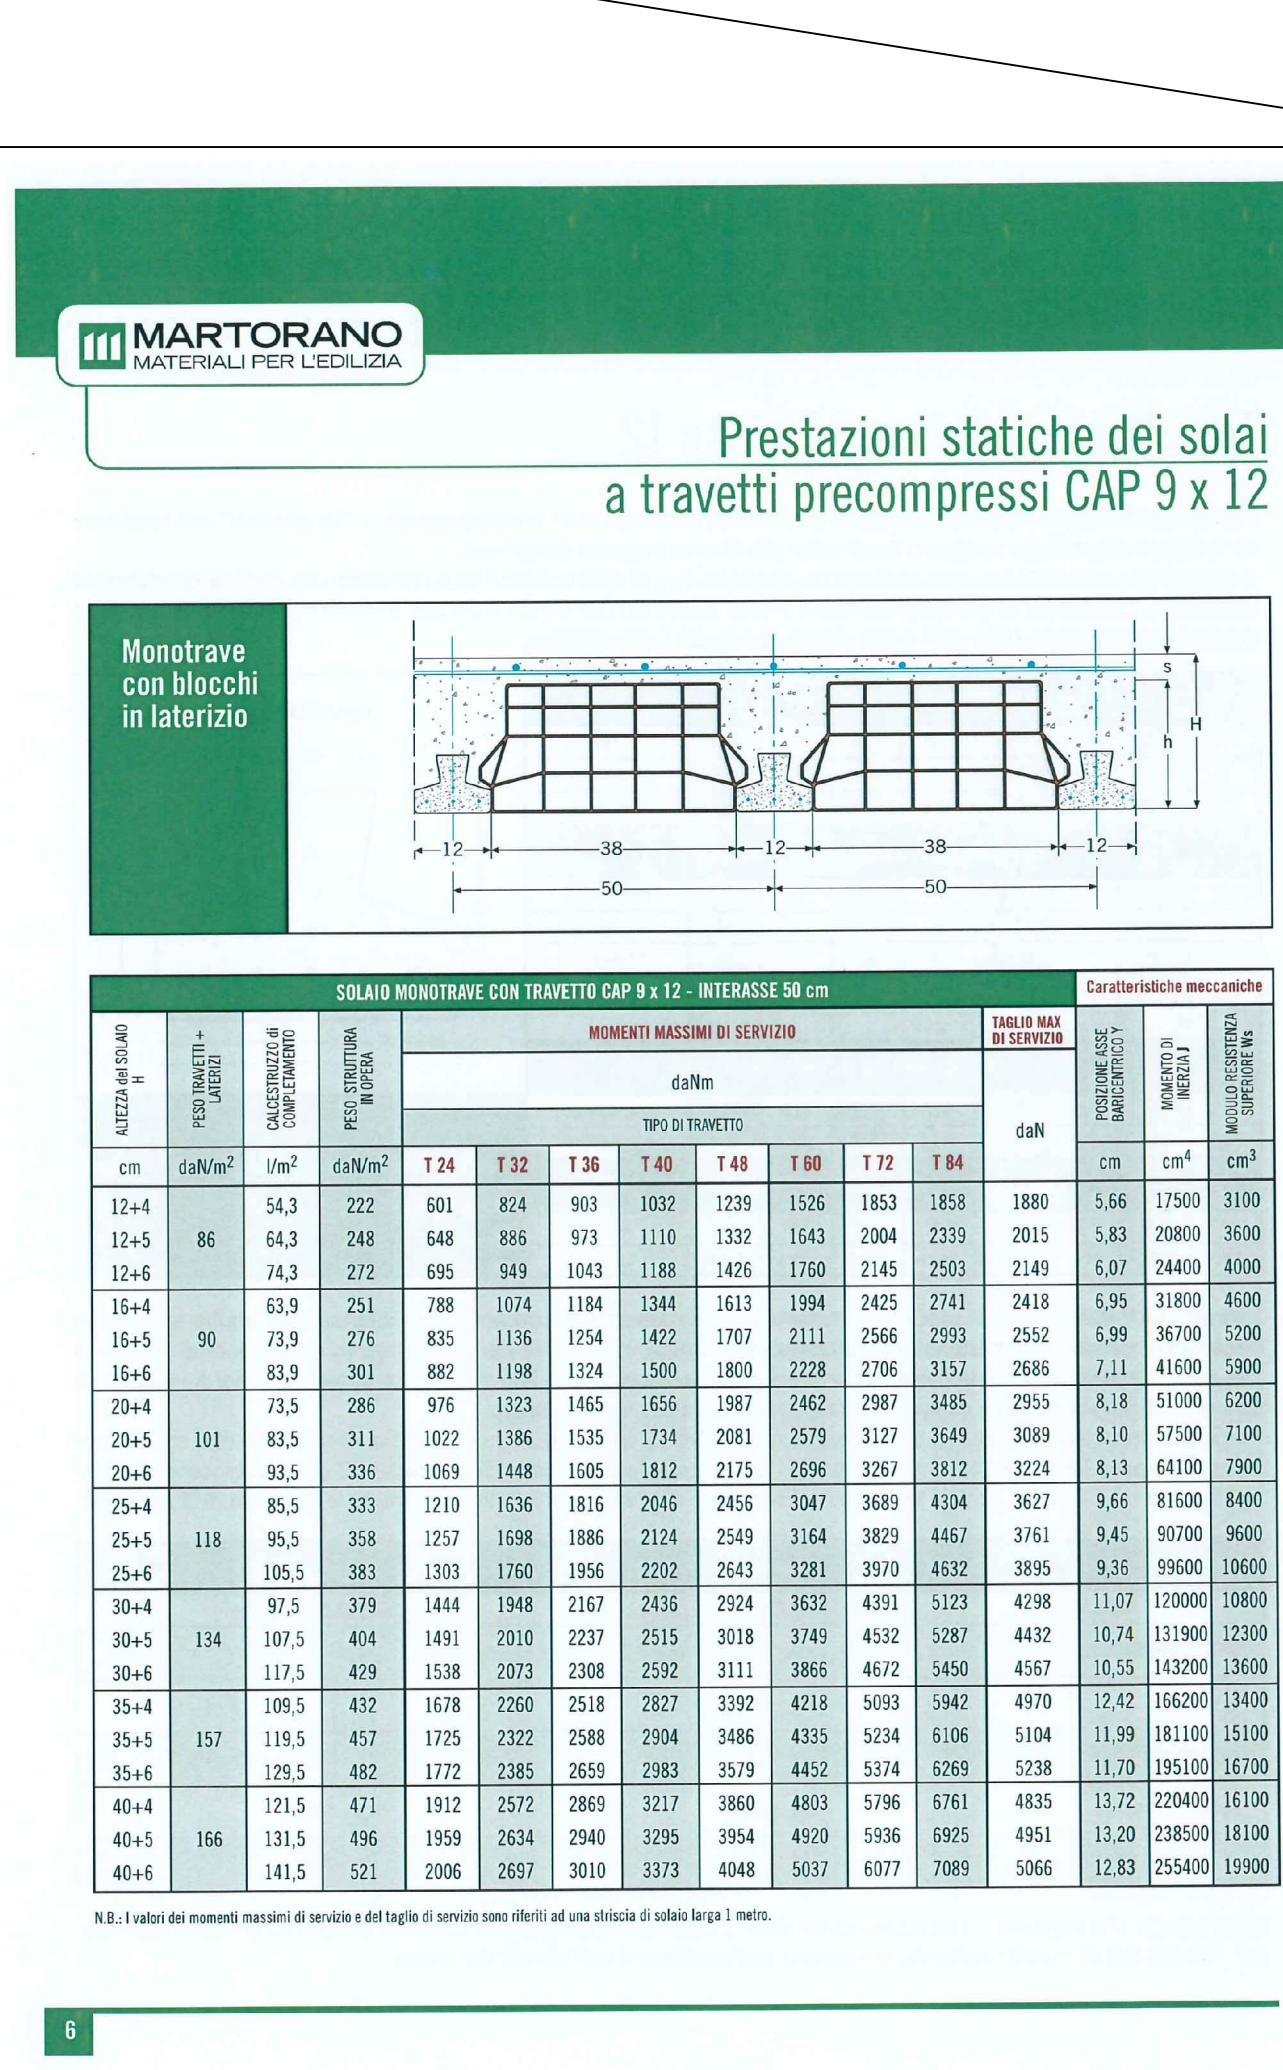 MARTORANO
MATERIALI PER L'EDILIZIA
Prestazioni statiche dei solai
a travetti precompressi CAP 9 x 12
Monotrave
con blocchi
in laterizio
s
H
h
12 38 12 38 12
50 50
SOLAIO MONOTRAVE CON TRAVETTO CAP 9 x 12 - INTERASSE 50 cm Caratteristiche meccaniche
ALTEZZA del SOLAIO H
PESO TRAVETTI + LATERIZI
CALCESTRUZZO di COMPLETAMENTO
PESO STRUTTURA IN OPERA
MOMENTI MASSIMI DI SERVIZIO
TAGLIO MAX
DI SERVIZIO
POSIZIONE ASSE BARICENTRICO Y
MOMENTO DI INERZIA J
MODULO RESISTENZA SUPERIORE Ws
daNm
TIPO DI TRAVETTO
daN
cm daN/m² l/m² daN/m² T 24 T 32 T 36 T 40 T 48 T 60 T 72 T 84 cm cm⁴ cm³
12+4 54,3 222 601 824 903 1032 1239 1526 1853 1858 1880 5,66 17500 3100
12+5 86 64,3 248 648 886 973 1110 1332 1643 2004 2339 2015 5,83 20800 3600
12+6 74,3 272 695 949 1043 1188 1426 1760 2145 2503 2149 6,07 24400 4000
16+4 63,9 251 788 1074 1184 1344 1613 1994 2425 2741 2418 6,95 31800 4600
16+5 90 73,9 276 835 1136 1254 1422 1707 2111 2566 2993 2552 6,99 36700 5200
16+6 83,9 301 882 1198 1324 1500 1800 2228 2706 3157 2686 7,11 41600 5900
20+4 73,5 286 976 1323 1465 1656 1987 2462 2987 3485 2955 8,18 51000 6200
20+5 101 83,5 311 1022 1386 1535 1734 2081 2579 3127 3649 3089 8,10 57500 7100
20+6 93,5 336 1069 1448 1605 1812 2175 2696 3267 3812 3224 8,13 64100 7900
25+4 85,5 333 1210 1636 1816 2046 2456 3047 3689 4304 3627 9,66 81600 8400
25+5 118 95,5 358 1257 1698 1886 2124 2549 3164 3829 4467 3761 9,45 90700 9600
25+6 105,5 383 1303 1760 1956 2202 2643 3281 3970 4632 3895 9,36 99600 10600
30+4 97,5 379 1444 1948 2167 2436 2924 3632 4391 5123 4298 11,07 120000 10800
30+5 134 107,5 404 1491 2010 2237 2515 3018 3749 4532 5287 4432 10,74 131900 12300
30+6 117,5 429 1538 2073 2308 2592 3111 3866 4672 5450 4567 10,55 143200 13600
35+4 109,5 432 1678 2260 2518 2827 3392 4218 5093 5942 4970 12,42 166200 13400
35+5 157 119,5 457 1725 2322 2588 2904 3486 4335 5234 6106 5104 11,99 181100 15100
35+6 129,5 482 1772 2385 2659 2983 3579 4452 5374 6269 5238 11,70 195100 16700
40+4 121,5 471 1912 2572 2869 3217 3860 4803 5796 6761 4835 13,72 220400 16100
40+5 166 131,5 496 1959 2634 2940 3295 3954 4920 5936 6925 4951 13,20 238500 18100
40+6 141,5 521 2006 2697 3010 3373 4048 5037 6077 7089 5066 12,83 255400 19900
N.B.: I valori dei momenti massimi di servizio e del taglio di servizio sono riferiti ad una striscia di solaio larga 1 metro.
6